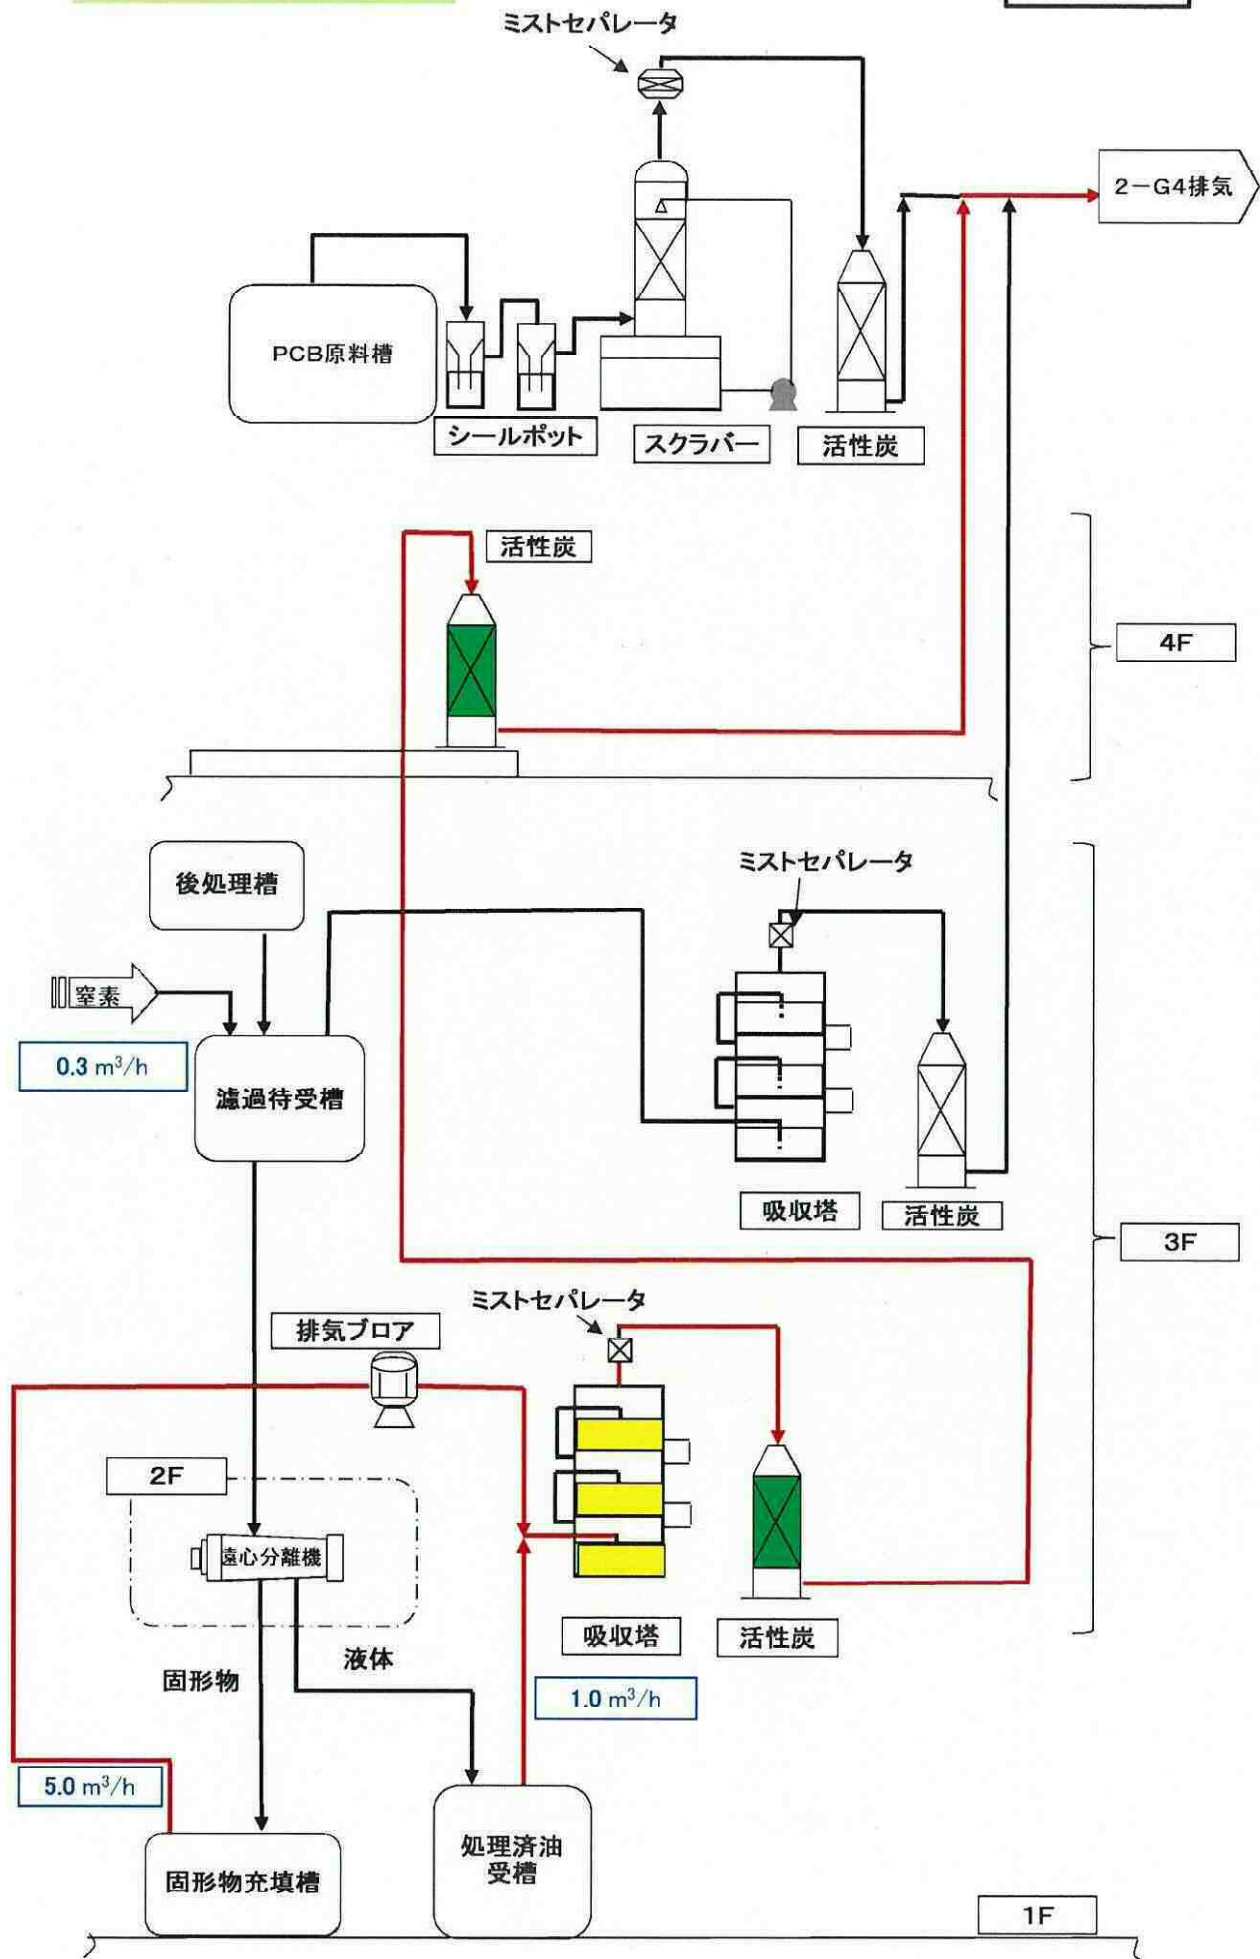 ミストセパレータ
2－G4排気
PCB原料槽
シールポット
スクラバー
活性炭
活性炭
4F
後処理槽
ミストセパレータ
窒素
0.3 m³/h
濾過待受槽
吸収塔
活性炭
3F
ミストセパレータ
排気ブロア
2F
遠心分離機
吸収塔
活性炭
液体
固形物
1.0 m³/h
5.0 m³/h
処理済油
受槽
固形物充填槽
1F